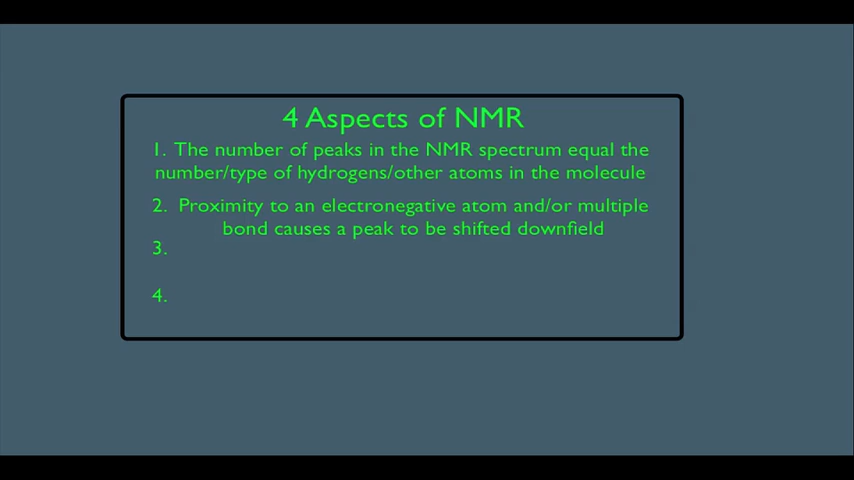 4 Aspects of NMR
1. The number of peaks in the NMR spectrum equal the
number/type of hydrogens/other atoms in the molecule
2. Proximity to an electronegative atom and/or multiple
bond causes a peak to be shifted downfield
3.
4.